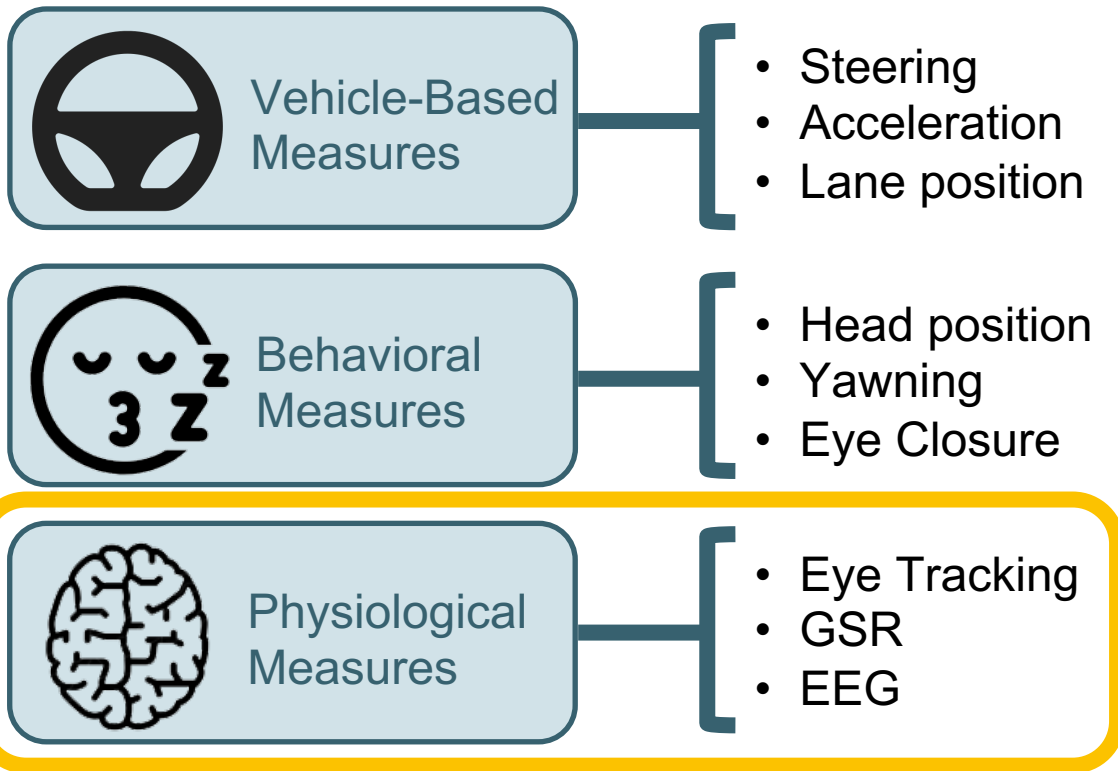 Vehicle-Based
Measures
• Steering
• Acceleration
• Lane position
Behavioral
Measures
z
Z
• Head position
• Yawning
• Eye Closure
Physiological
Measures
• Eye Tracking
• GSR
• EEG